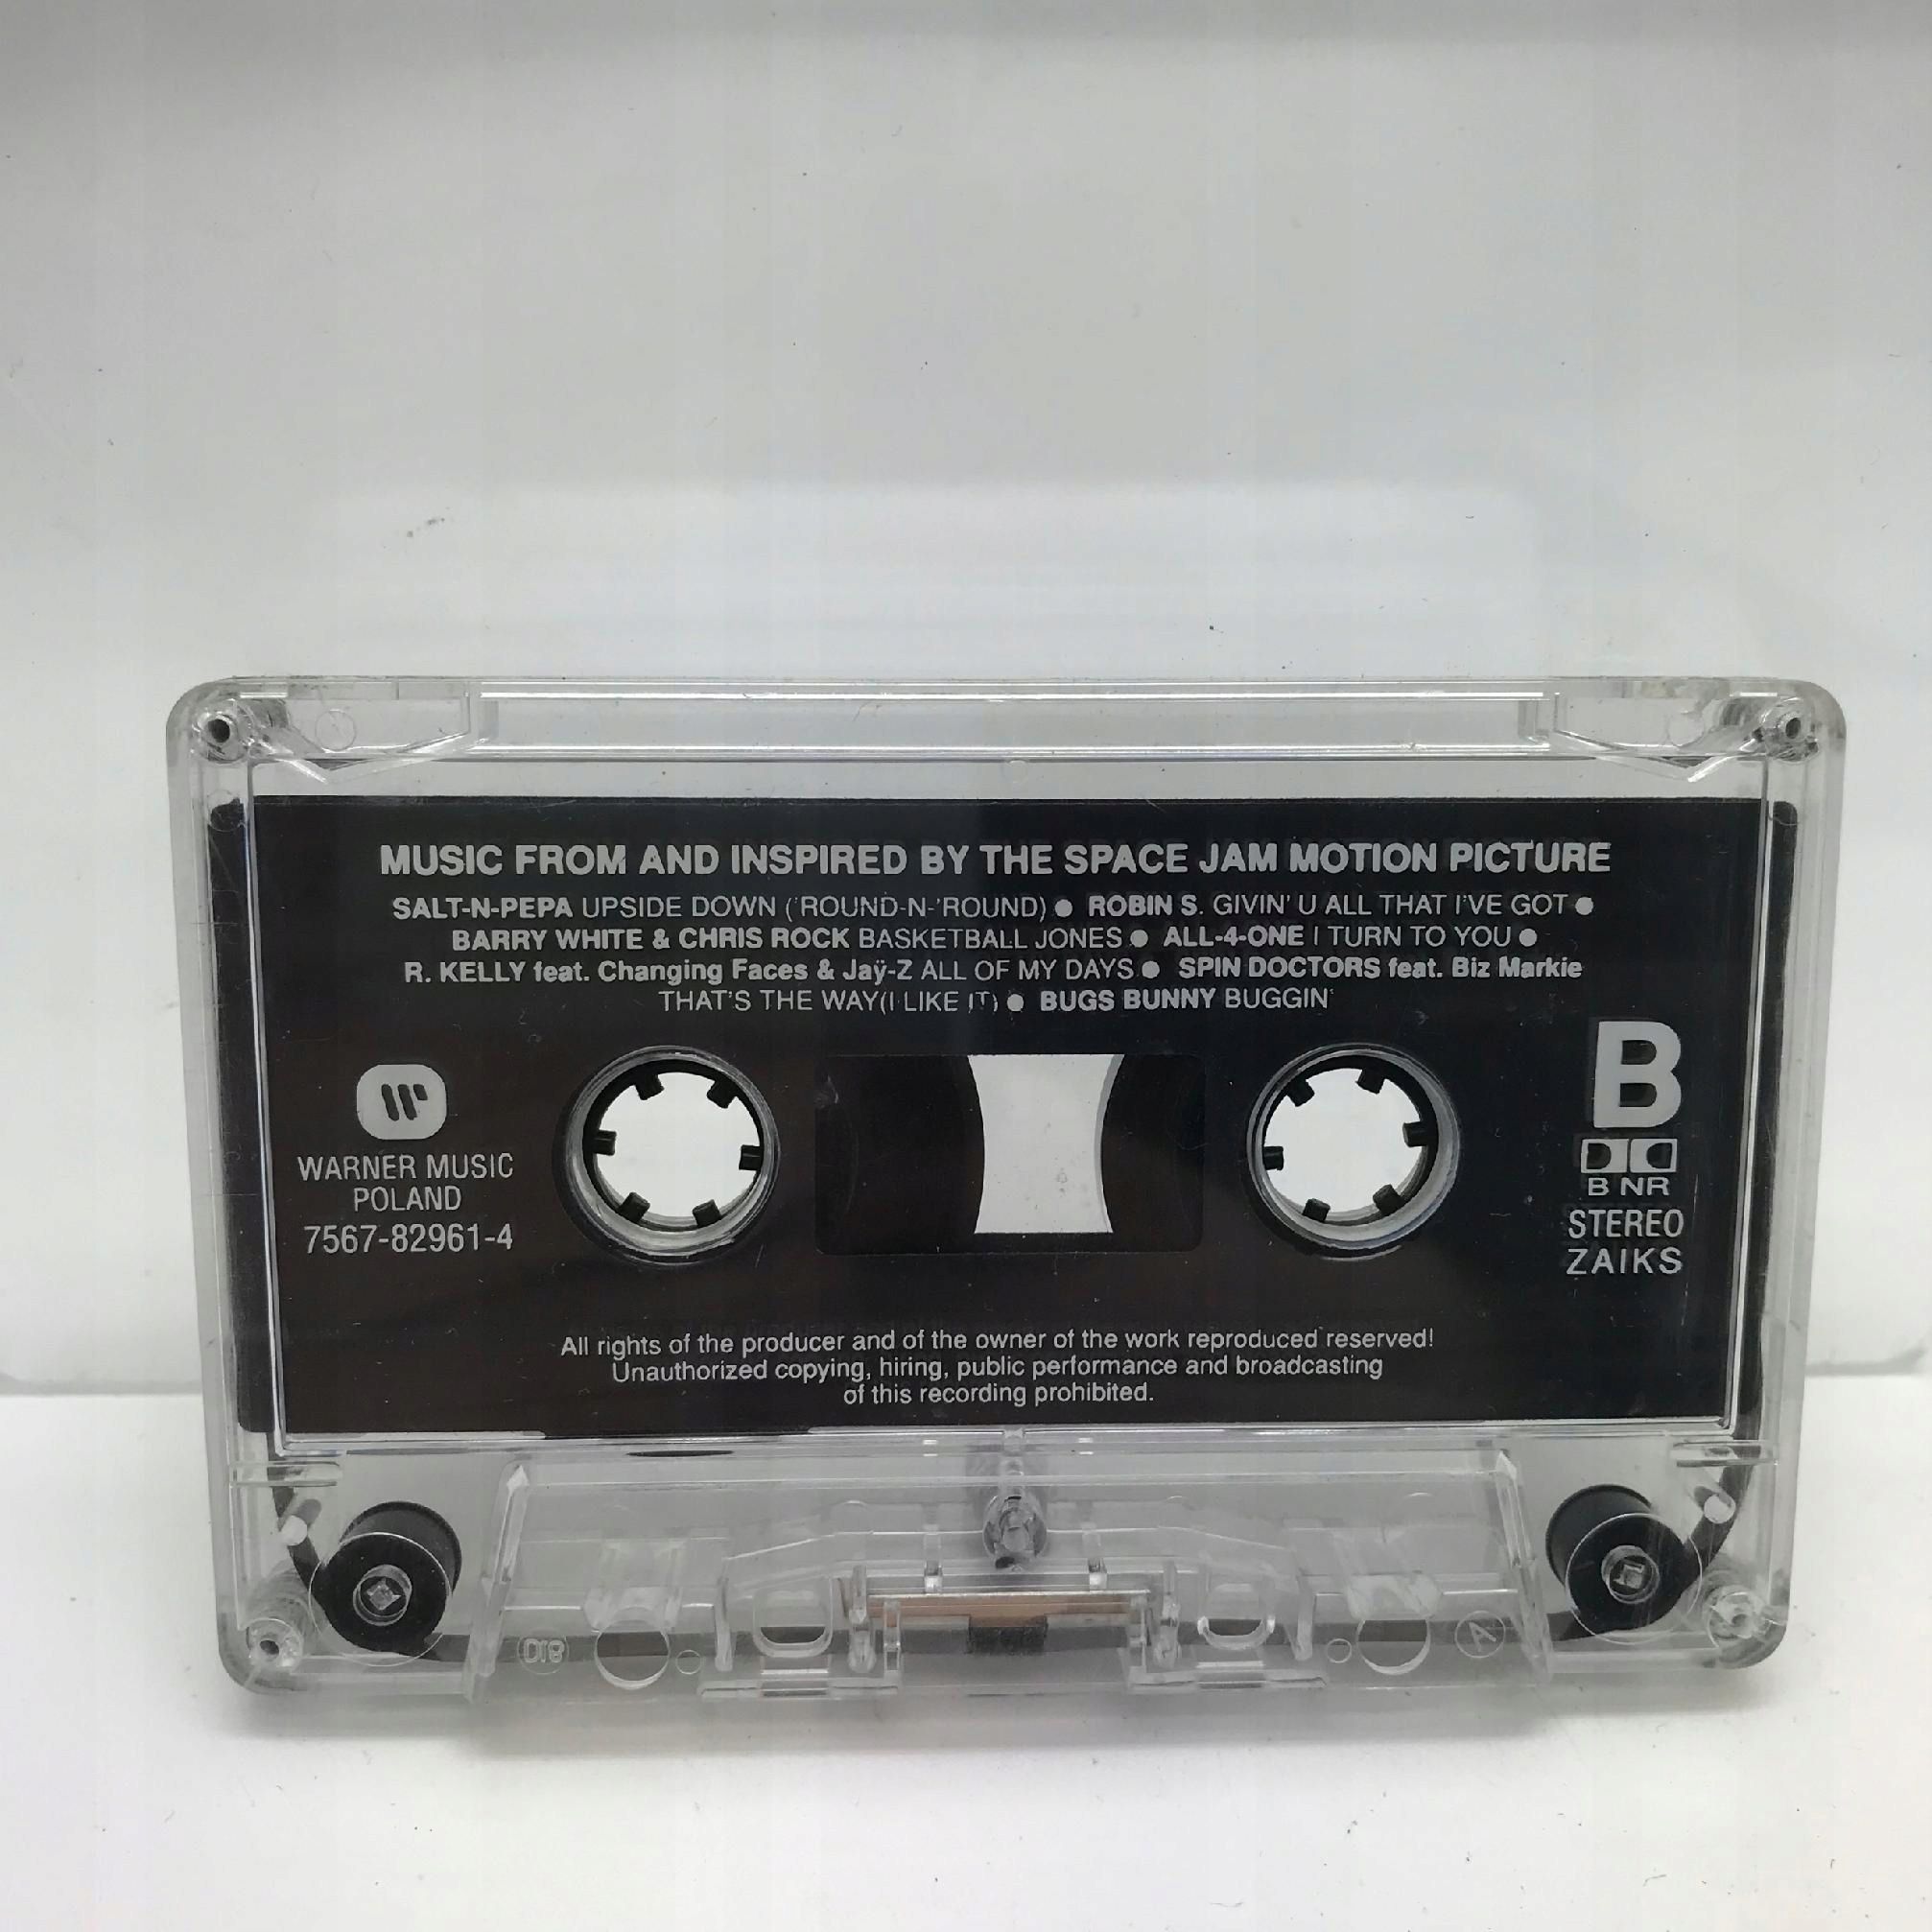 MUSIC FROM AND INSPIRED BY THE SPACE JAM MOTION PICTURE
SALT-N-PEPA UPSIDE DOWN ('ROUND-N-'ROUND) ● ROBIN S. GIVIN' U ALL THAT I'VE GOT ●
BARRY WHITE & CHRIS ROCK BASKETBALL JONES ● ALL-4-ONE I TURN TO YOU ●
R. KELLY feat. Changing Faces & Jaÿ-Z ALL OF MY DAYS ● SPIN DOCTORS feat. Biz Markie
THAT'S THE WAY(I LIKE IT) ● BUGS BUNNY BUGGIN'
WARNER MUSIC
POLAND
7567-82961-4
B
B NR
STEREO
ZAIKS
All rights of the producer and of the owner of the work reproduced reserved!
Unauthorized copying, hiring, public performance and broadcasting
of this recording prohibited.
A